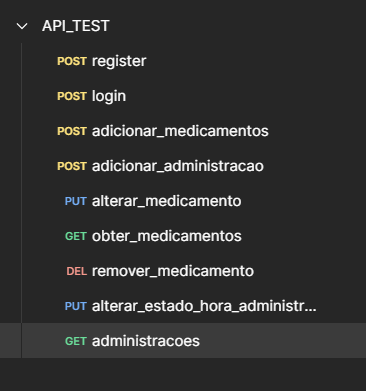 API_TEST
POST register
POST login
POST adicionar_medicamentos
POST adicionar_administracao
PUT alterar_medicamento
GET obter_medicamentos
DEL remover_medicamento
PUT alterar_estado_hora_administr...
GET administracoes